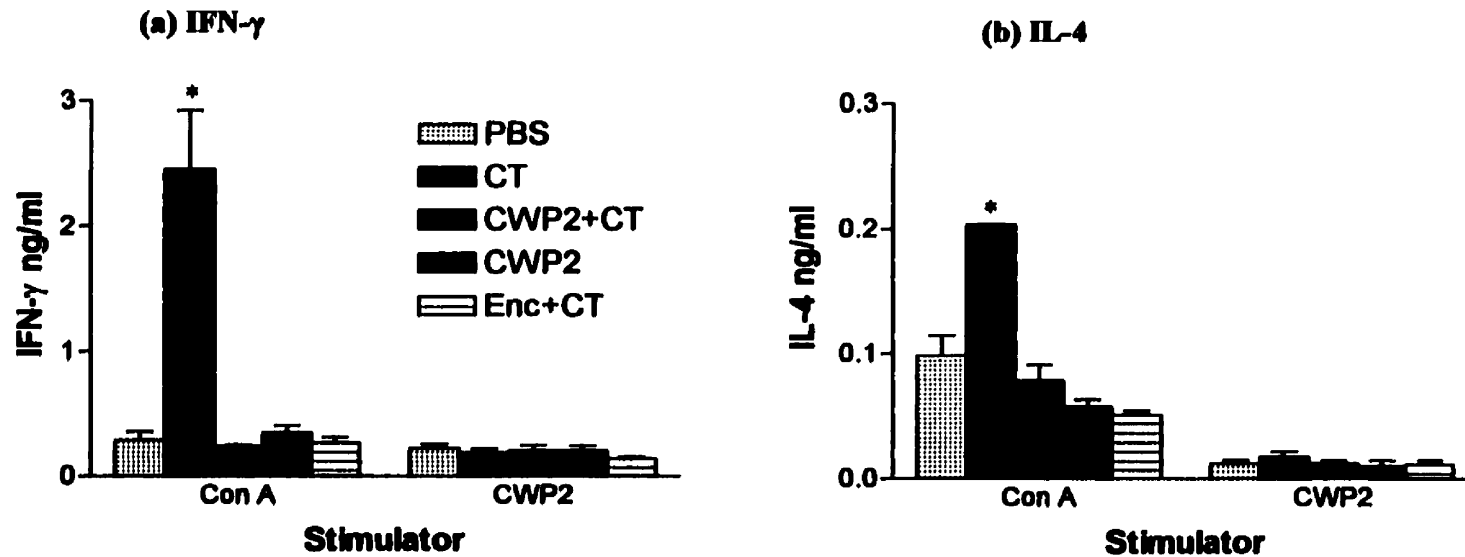 (a) IFN-γ
IFN-γ ng/ml
3
2
1
0
*
PBS
CT
CWP2+CT
CWP2
Enc+CT
Con A
CWP2
Stimulator
(b) IL-4
IL-4 ng/ml
0.3
0.2
0.1
0.0
*
Con A
CWP2
Stimulator